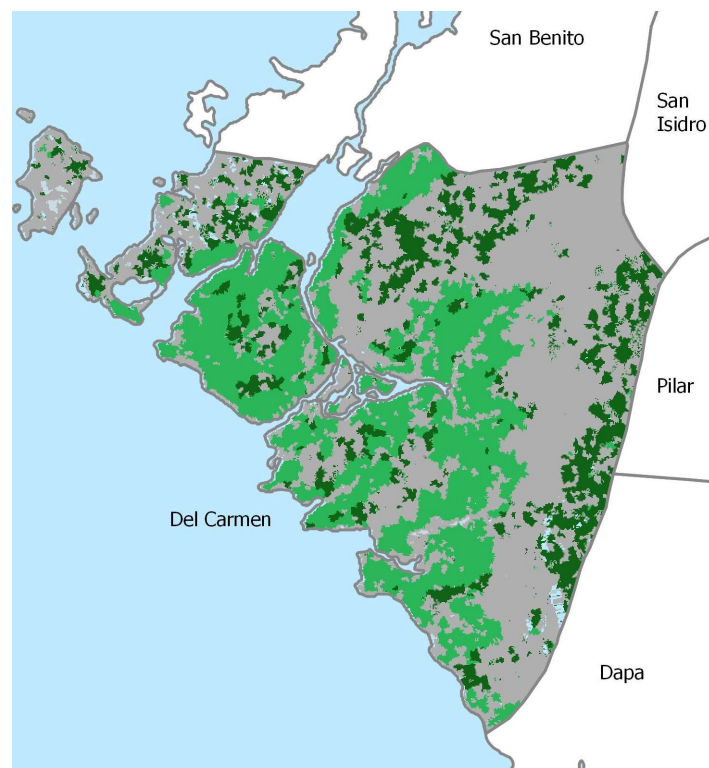 San Benito
San
Isidro
Pilar
Del Carmen
Dapa